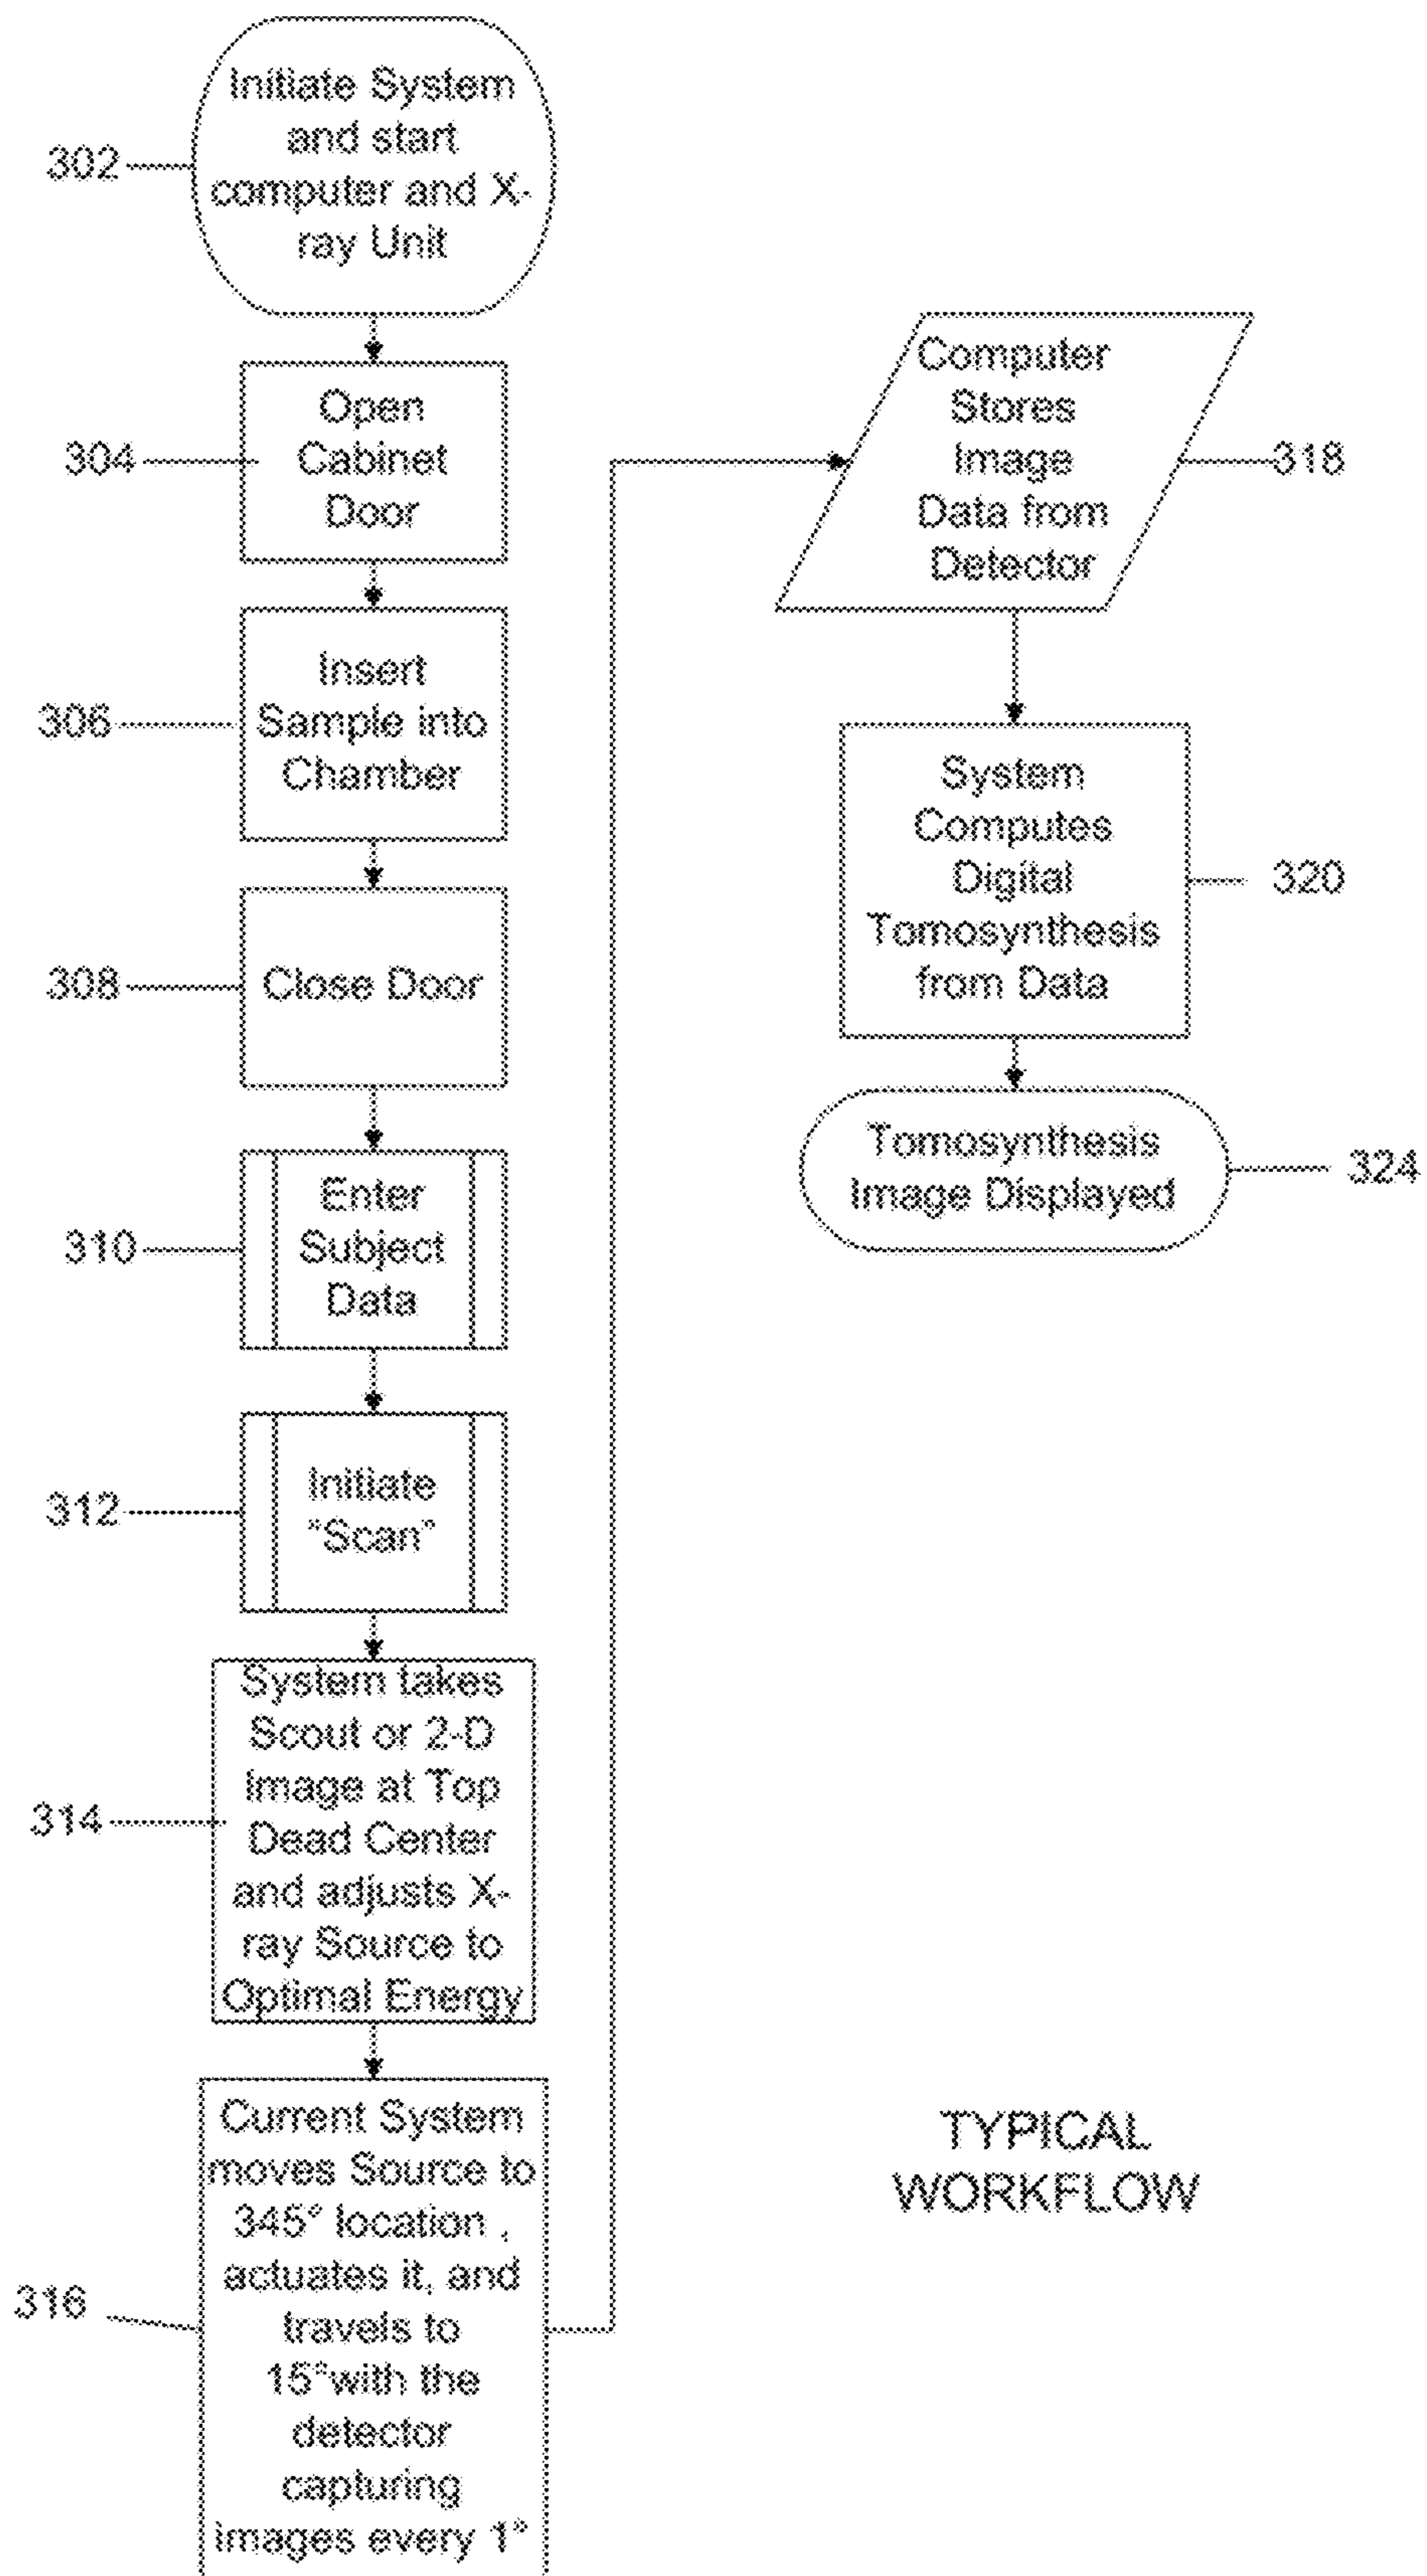 302
Initiate System
and start
computer and X-
ray Unit
304
Open
Cabinet
Door
306
Insert
Sample into
Chamber
308
Close Door
310
Enter
Subject
Data
312
Initiate
"Scan"
314
System takes
Scout or 2-D
Image at Top
Dead Center
and adjusts X-
ray Source to
Optimal Energy
316
Current System
moves Source to
345° location ,
actuates it, and
travels to
15°with the
detector
capturing
images every 1°
Computer
Stores
Image
Data from
Detector
318
System
Computes
Digital
Tomosynthesis
from Data
320
Tomosynthesis
Image Displayed
324
TYPICAL
WORKFLOW